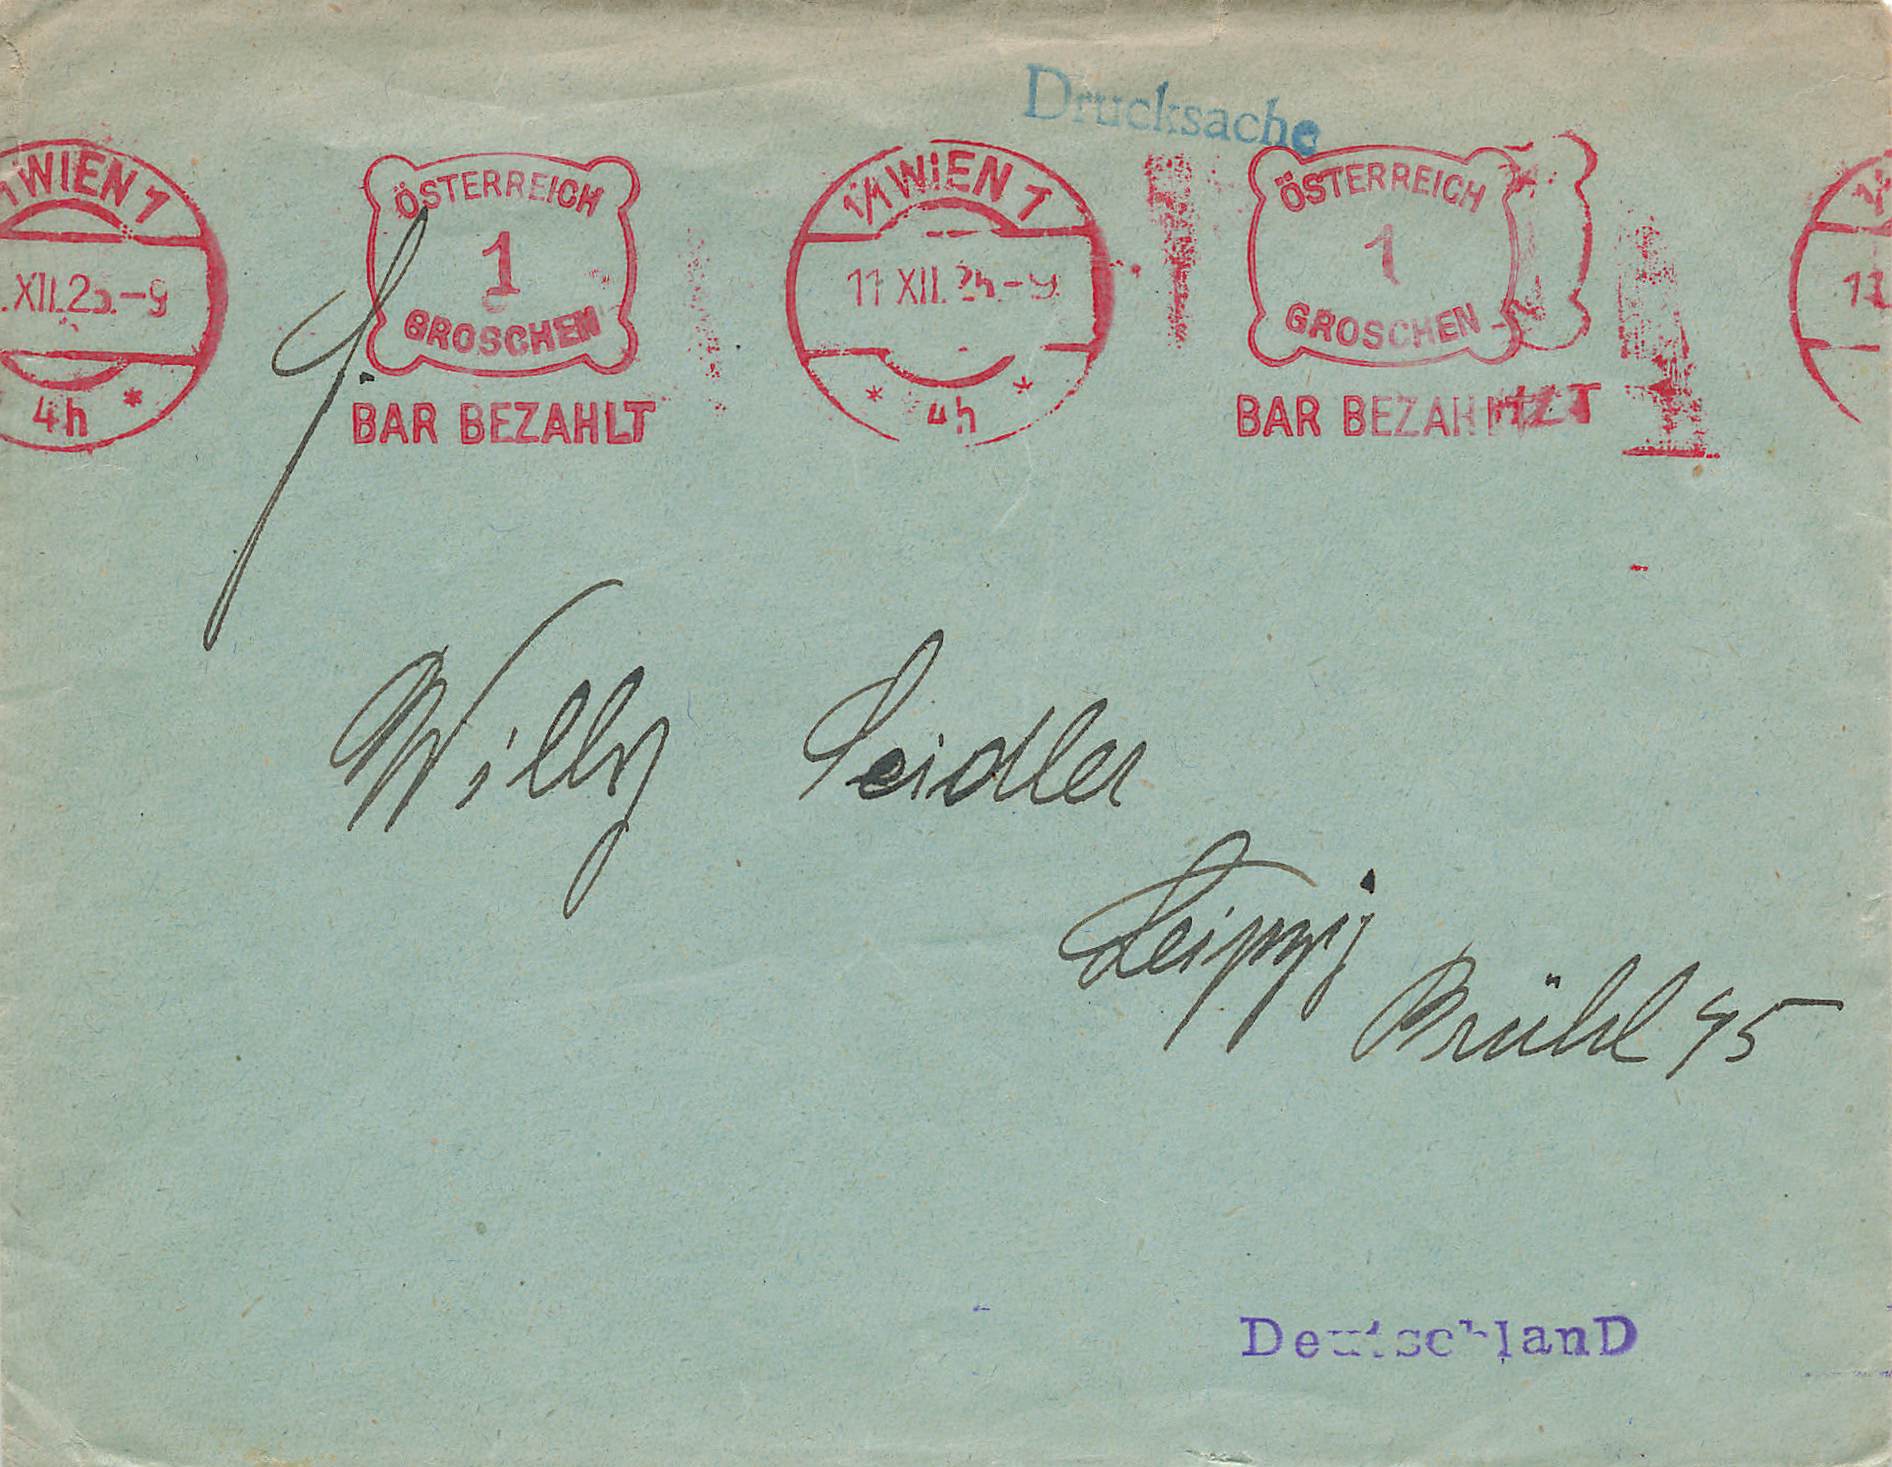 Drucksache
WIEN 1
XII.25.-9
4h *
ÖSTERREICH
1
GROSCHEN
BAR BEZAHLT
1/1 WIEN 1
11 XII. 25.-9
* 4h *
ÖSTERREICH
1
GROSCHEN
BAR BEZAHLT
Willy Seidler
Leipzig
Brühl 45
Deutschland